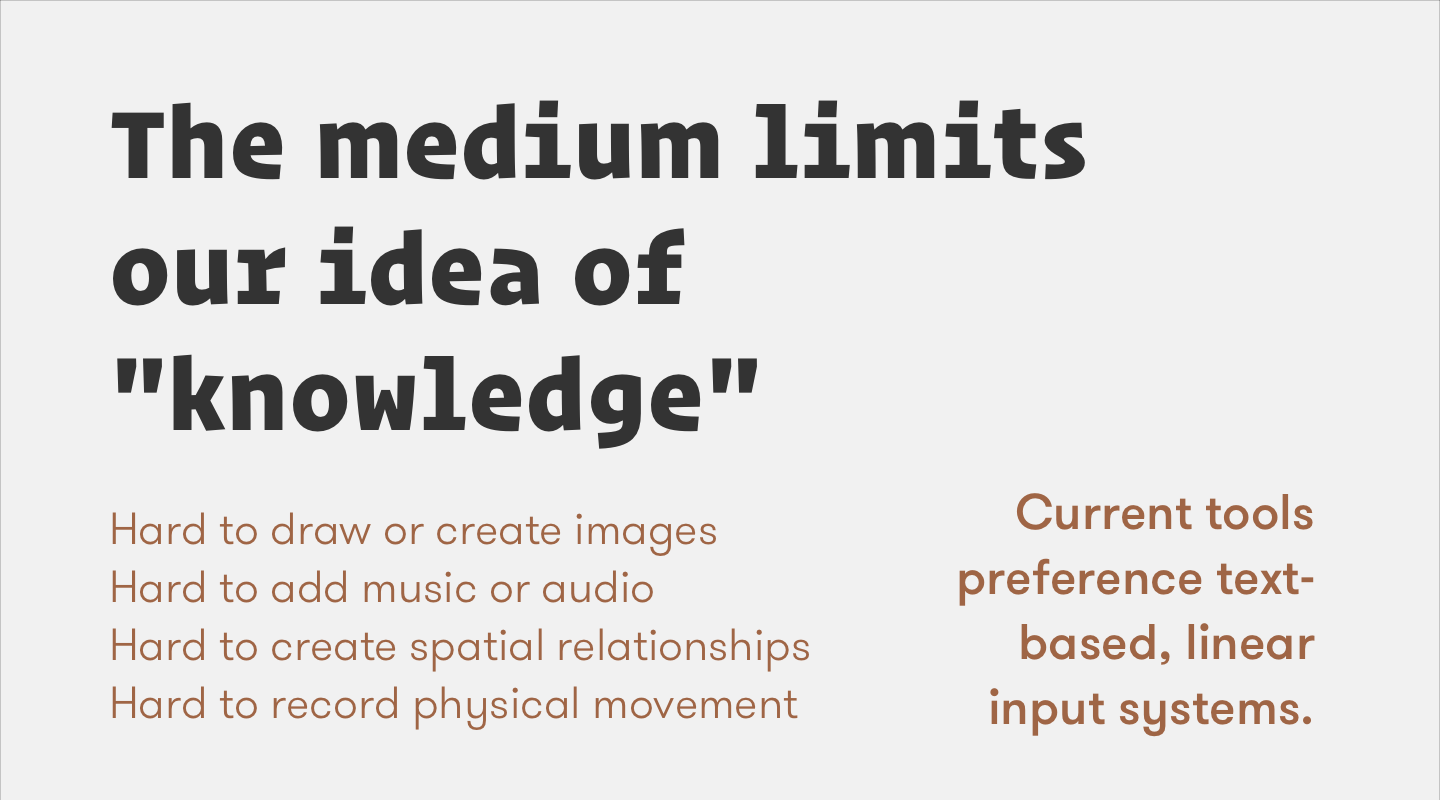 The medium limits
our idea of
"knowledge"
Hard to draw or create images
Hard to add music or audio
Hard to create spatial relationships
Hard to record physical movement
Current tools
preference text-
based, linear
input systems.